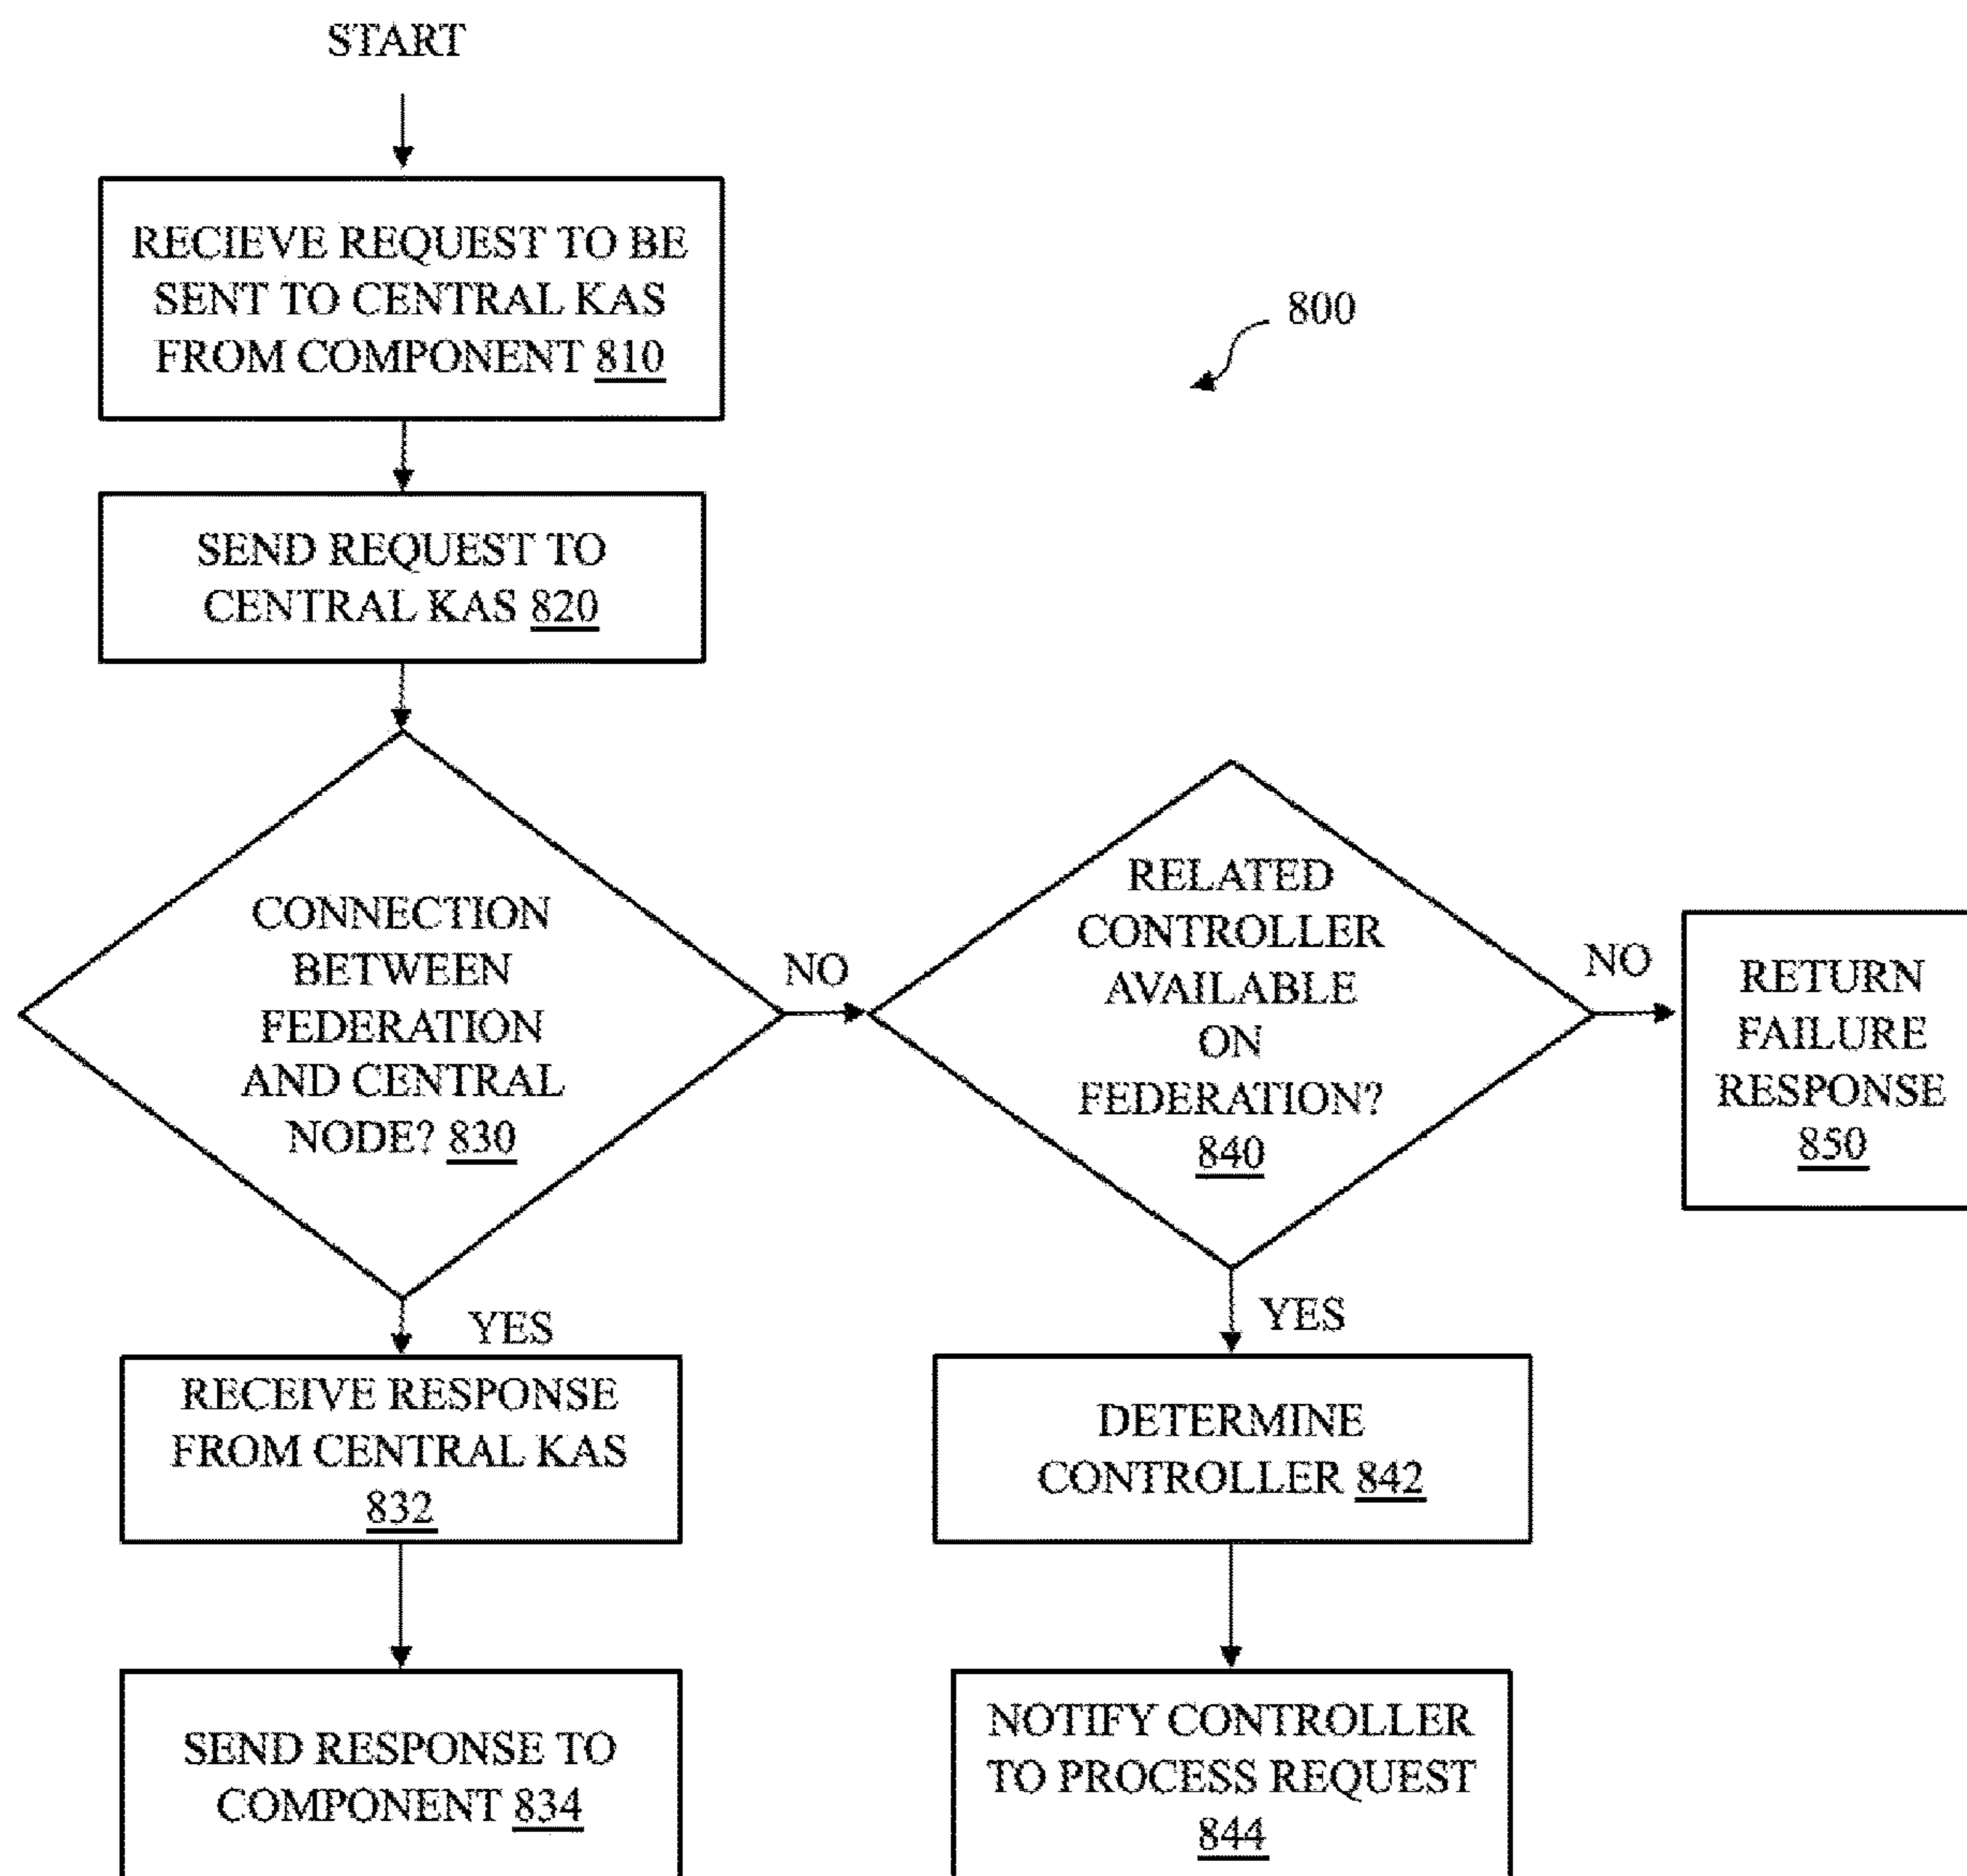 START
RECIEVE REQUEST TO BE
SENT TO CENTRAL KAS
FROM COMPONENT 810
800
SEND REQUEST TO
CENTRAL KAS 820
CONNECTION
BETWEEN
FEDERATION
AND CENTRAL
NODE? 830
NO
RELATED
CONTROLLER
AVAILABLE
ON
FEDERATION?
840
NO
RETURN
FAILURE
RESPONSE
850
YES
RECEIVE RESPONSE
FROM CENTRAL KAS
832
YES
DETERMINE
CONTROLLER 842
SEND RESPONSE TO
COMPONENT 834
NOTIFY CONTROLLER
TO PROCESS REQUEST
844